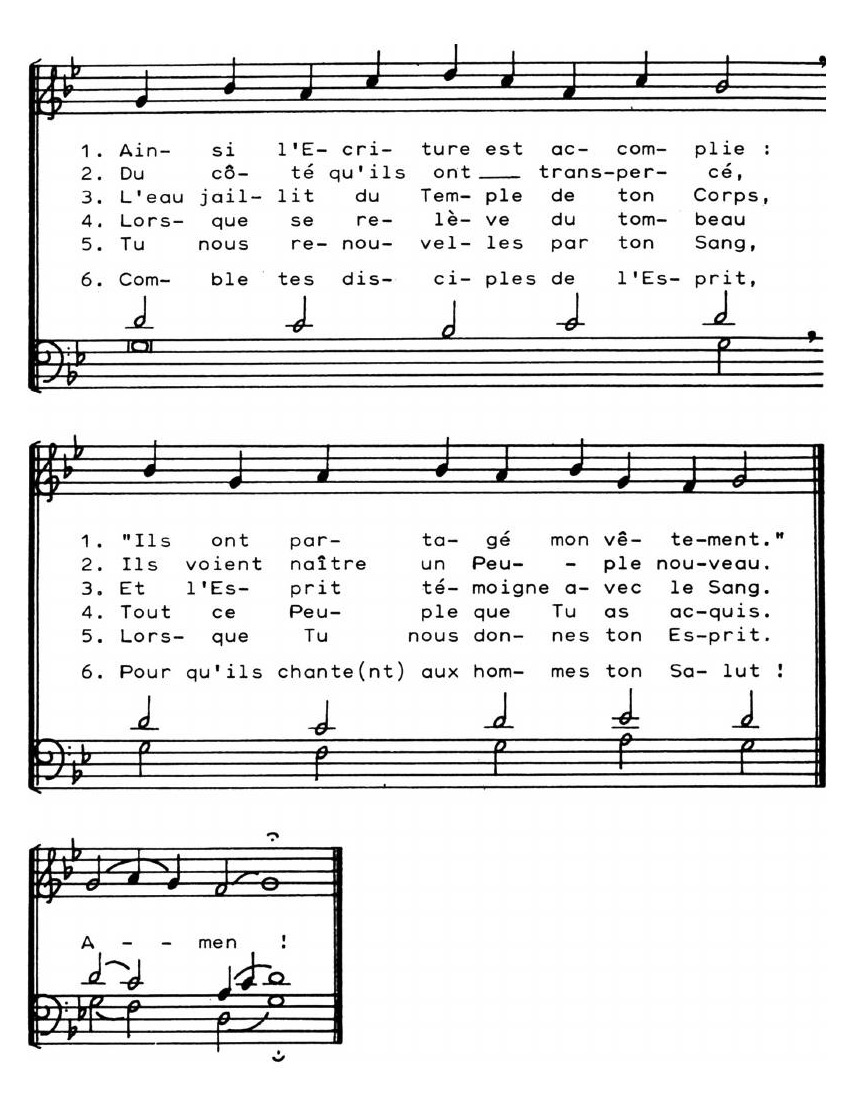 1. Ain- si l'E- cri- ture est ac- com- plie :
2. Du cô- té qu'ils ont ___ trans-per- cé,
3. L'eau jail- lit du Tem- ple de ton Corps,
4. Lors- que se re- lè- ve du tom- beau
5. Tu nous re- nou- vel- les par ton Sang,
6. Com- ble tes dis- ci- ples de l'Es- prit,
1. "Ils ont par- ta- gé mon vê- te-ment."
2. Ils voient naître un Peu- - ple nou-veau.
3. Et l'Es- prit té- moigne a- vec le Sang.
4. Tout ce Peu- ple que Tu as ac-quis.
5. Lors- que Tu nous don- nes ton Es-prit.
6. Pour qu'ils chante(nt) aux hom- mes ton Sa- lut !
A - - men !